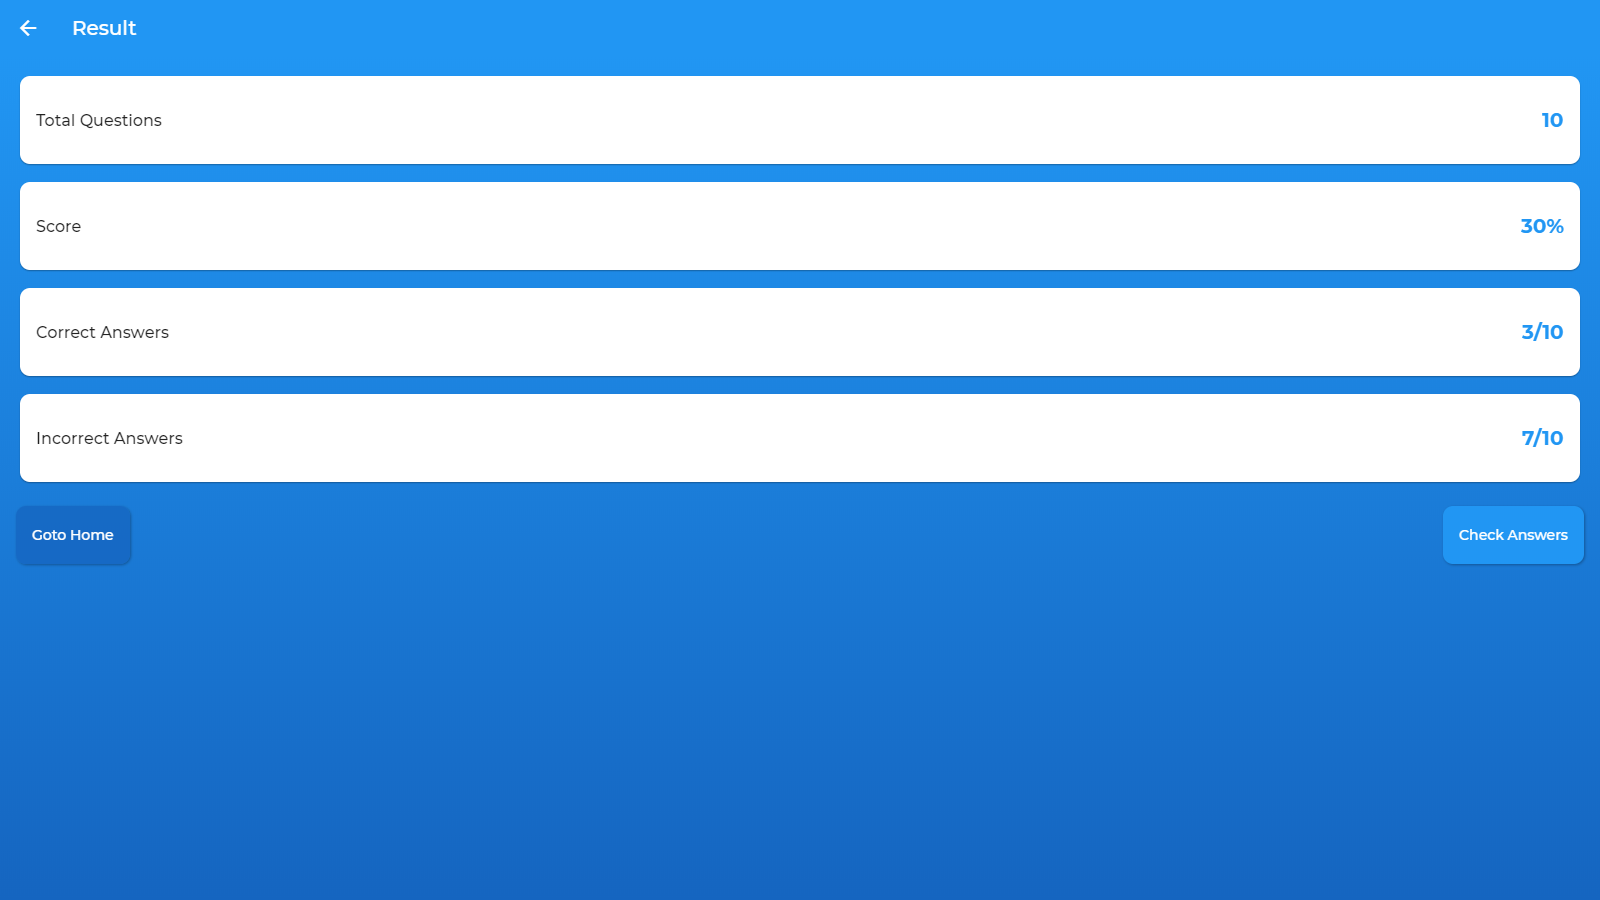 Result
Total Questions 10
Score 30%
Correct Answers 3/10
Incorrect Answers 7/10
Goto Home Check Answers